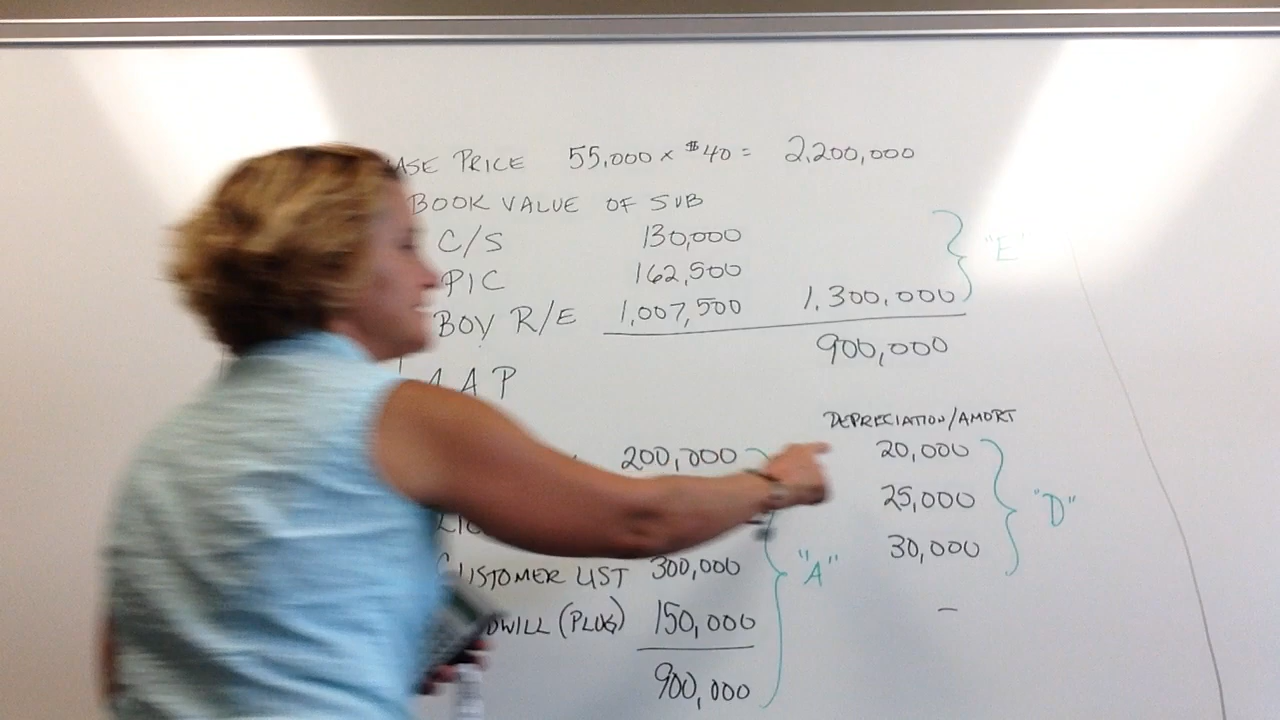 PRICE 55,000 × $40 = 2,200,000
BOOK VALUE OF SUB
C/S 130,000
PIC 162,500
BOY R/E 1,007,500 1,300,000
"E"
900,000
AAP
DEPRECIATION/AMORT
200,000 20,000
25,000 "D"
CUSTOMER LIST 300,000 "A" 30,000
(PLUG) 150,000 –
900,000